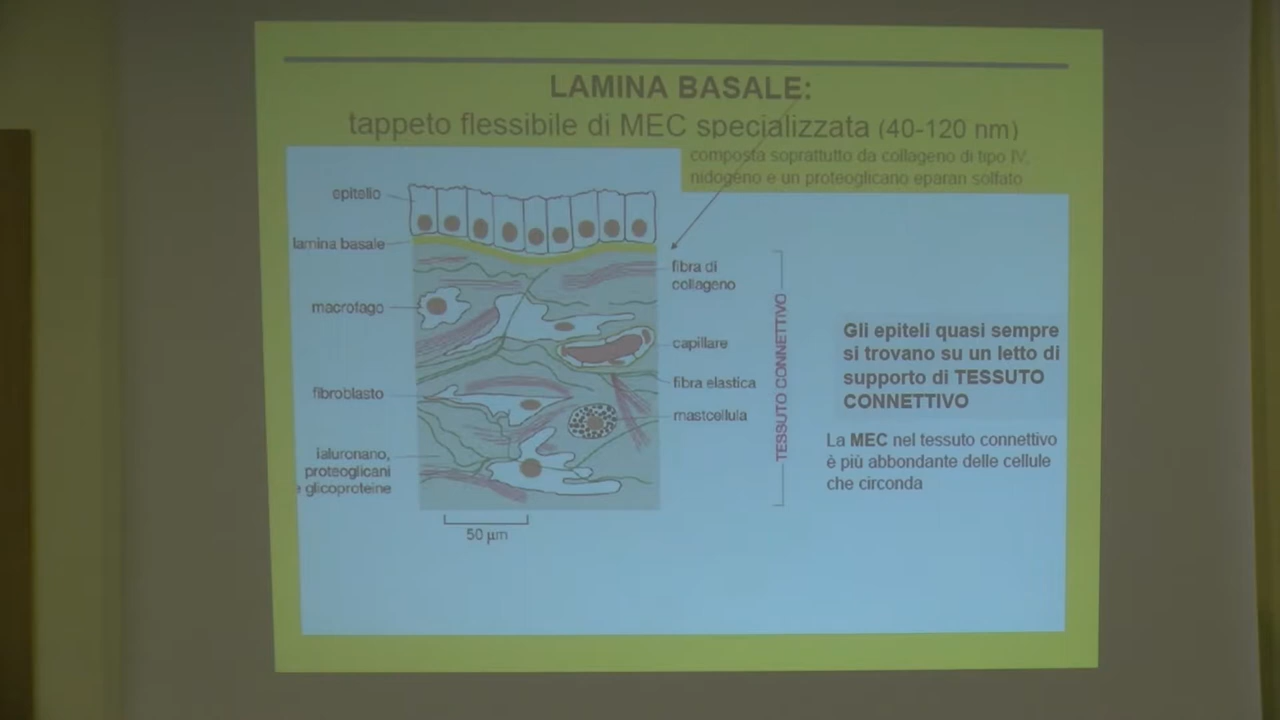 LAMINA BASALE:
tappeto flessibile di MEC specializzata (40-120 nm)
composta soprattutto da collageno di tipo IV,
nidogeno e un proteoglicano eparan solfato
epitelio
lamina basale
macrofago
fibroblasto
ialuronano,
proteoglicani
e glicoproteine
50 µm
fibra di
collageno
capillare
fibra elastica
mastcellula
TESSUTO CONNETTIVO
Gli epiteli quasi sempre
si trovano su un letto di
supporto di TESSUTO
CONNETTIVO
La MEC nel tessuto connettivo
è più abbondante delle cellule
che circonda